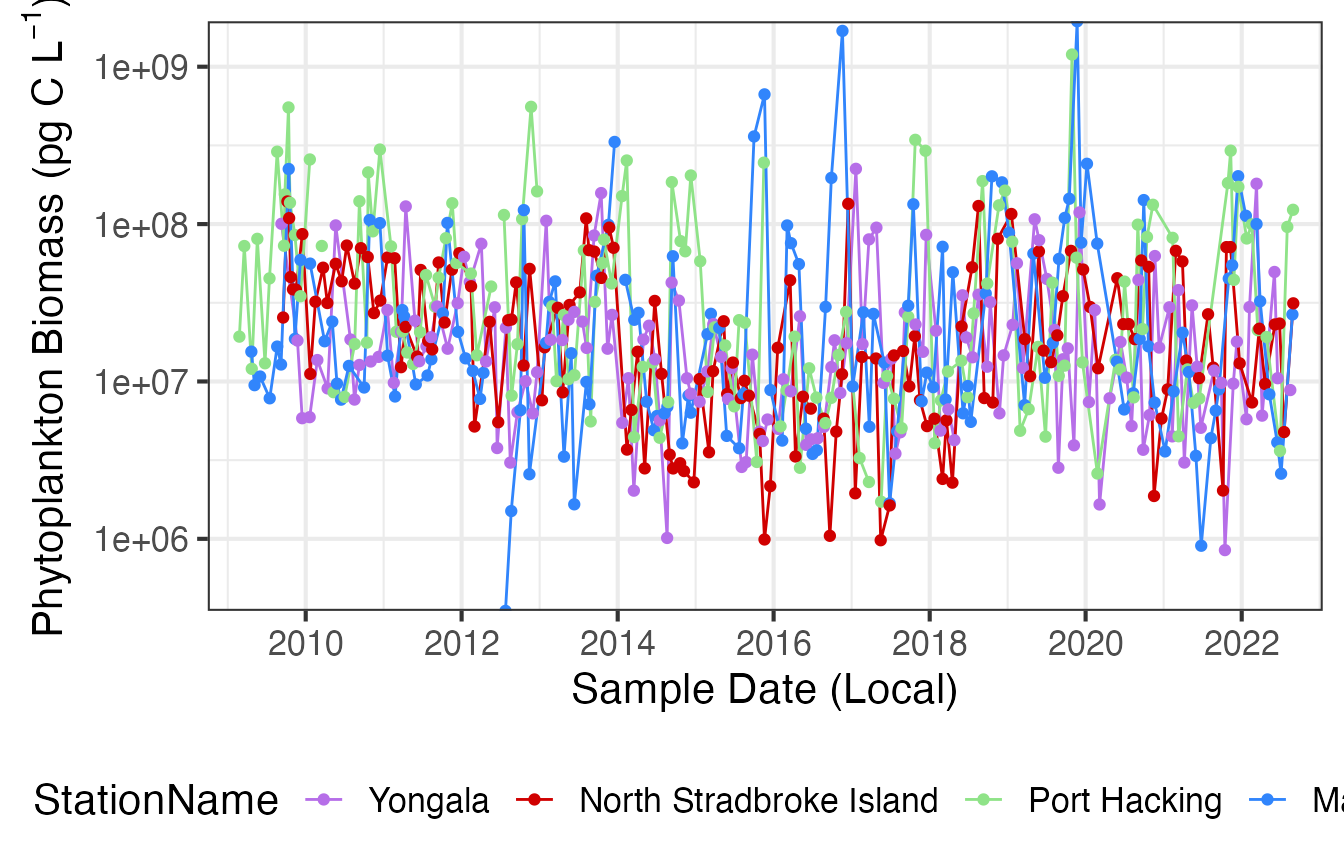 Phytoplankton Biomass (pg C L⁻¹)
1e+09
1e+08
1e+07
1e+06
2010 2012 2014 2016 2018 2020 2022
Sample Date (Local)
StationName Yongala North Stradbroke Island Port Hacking